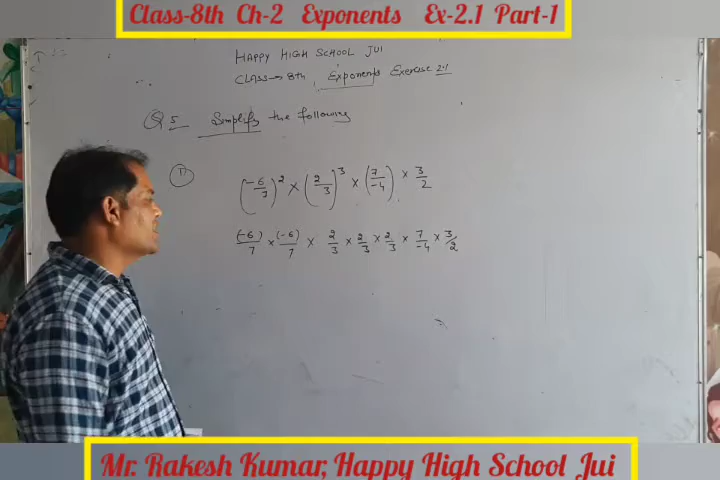 Class-8th Ch-2 Exponents Ex-2.1 Part-1
HAPPY HIGH SCHOOL JUI
CLASS→ 8th, Exponents Exercise 2.1
Q 5 Simplify the following
(-6/7)² × (2/3)³ × (7/-4) × 3/2
(-6)/7 × (-6)/7 × 2/3 × 2/3 × 2/3 × 7/-4 × 3/2
Mr. Rakesh Kumar, Happy High School Jui